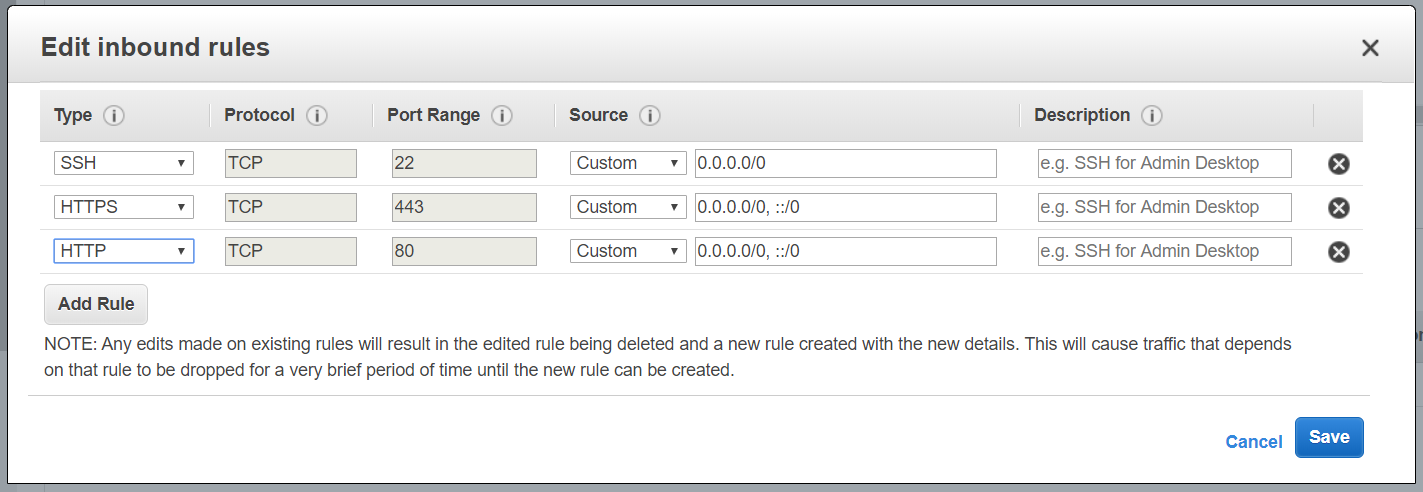 Edit inbound rules
Type Protocol Port Range Source Description
SSH TCP 22 Custom 0.0.0.0/0 e.g. SSH for Admin Desktop
HTTPS TCP 443 Custom 0.0.0.0/0, ::/0 e.g. SSH for Admin Desktop
HTTP TCP 80 Custom 0.0.0.0/0, ::/0 e.g. SSH for Admin Desktop
Add Rule
NOTE: Any edits made on existing rules will result in the edited rule being deleted and a new rule created with the new details. This will cause traffic that depends
on that rule to be dropped for a very brief period of time until the new rule can be created.
Cancel Save